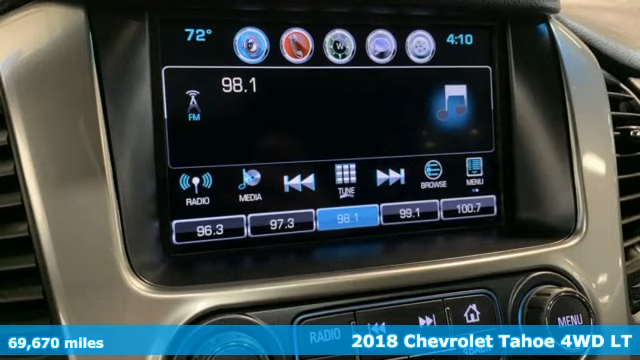 72° 4:10
W
98.1
FM
RADIO MEDIA TUNE BROWSE MENU
96.3 97.3 98.1 99.1 100.7
RADIO MENU
BACK
69,670 miles 2018 Chevrolet Tahoe 4WD LT